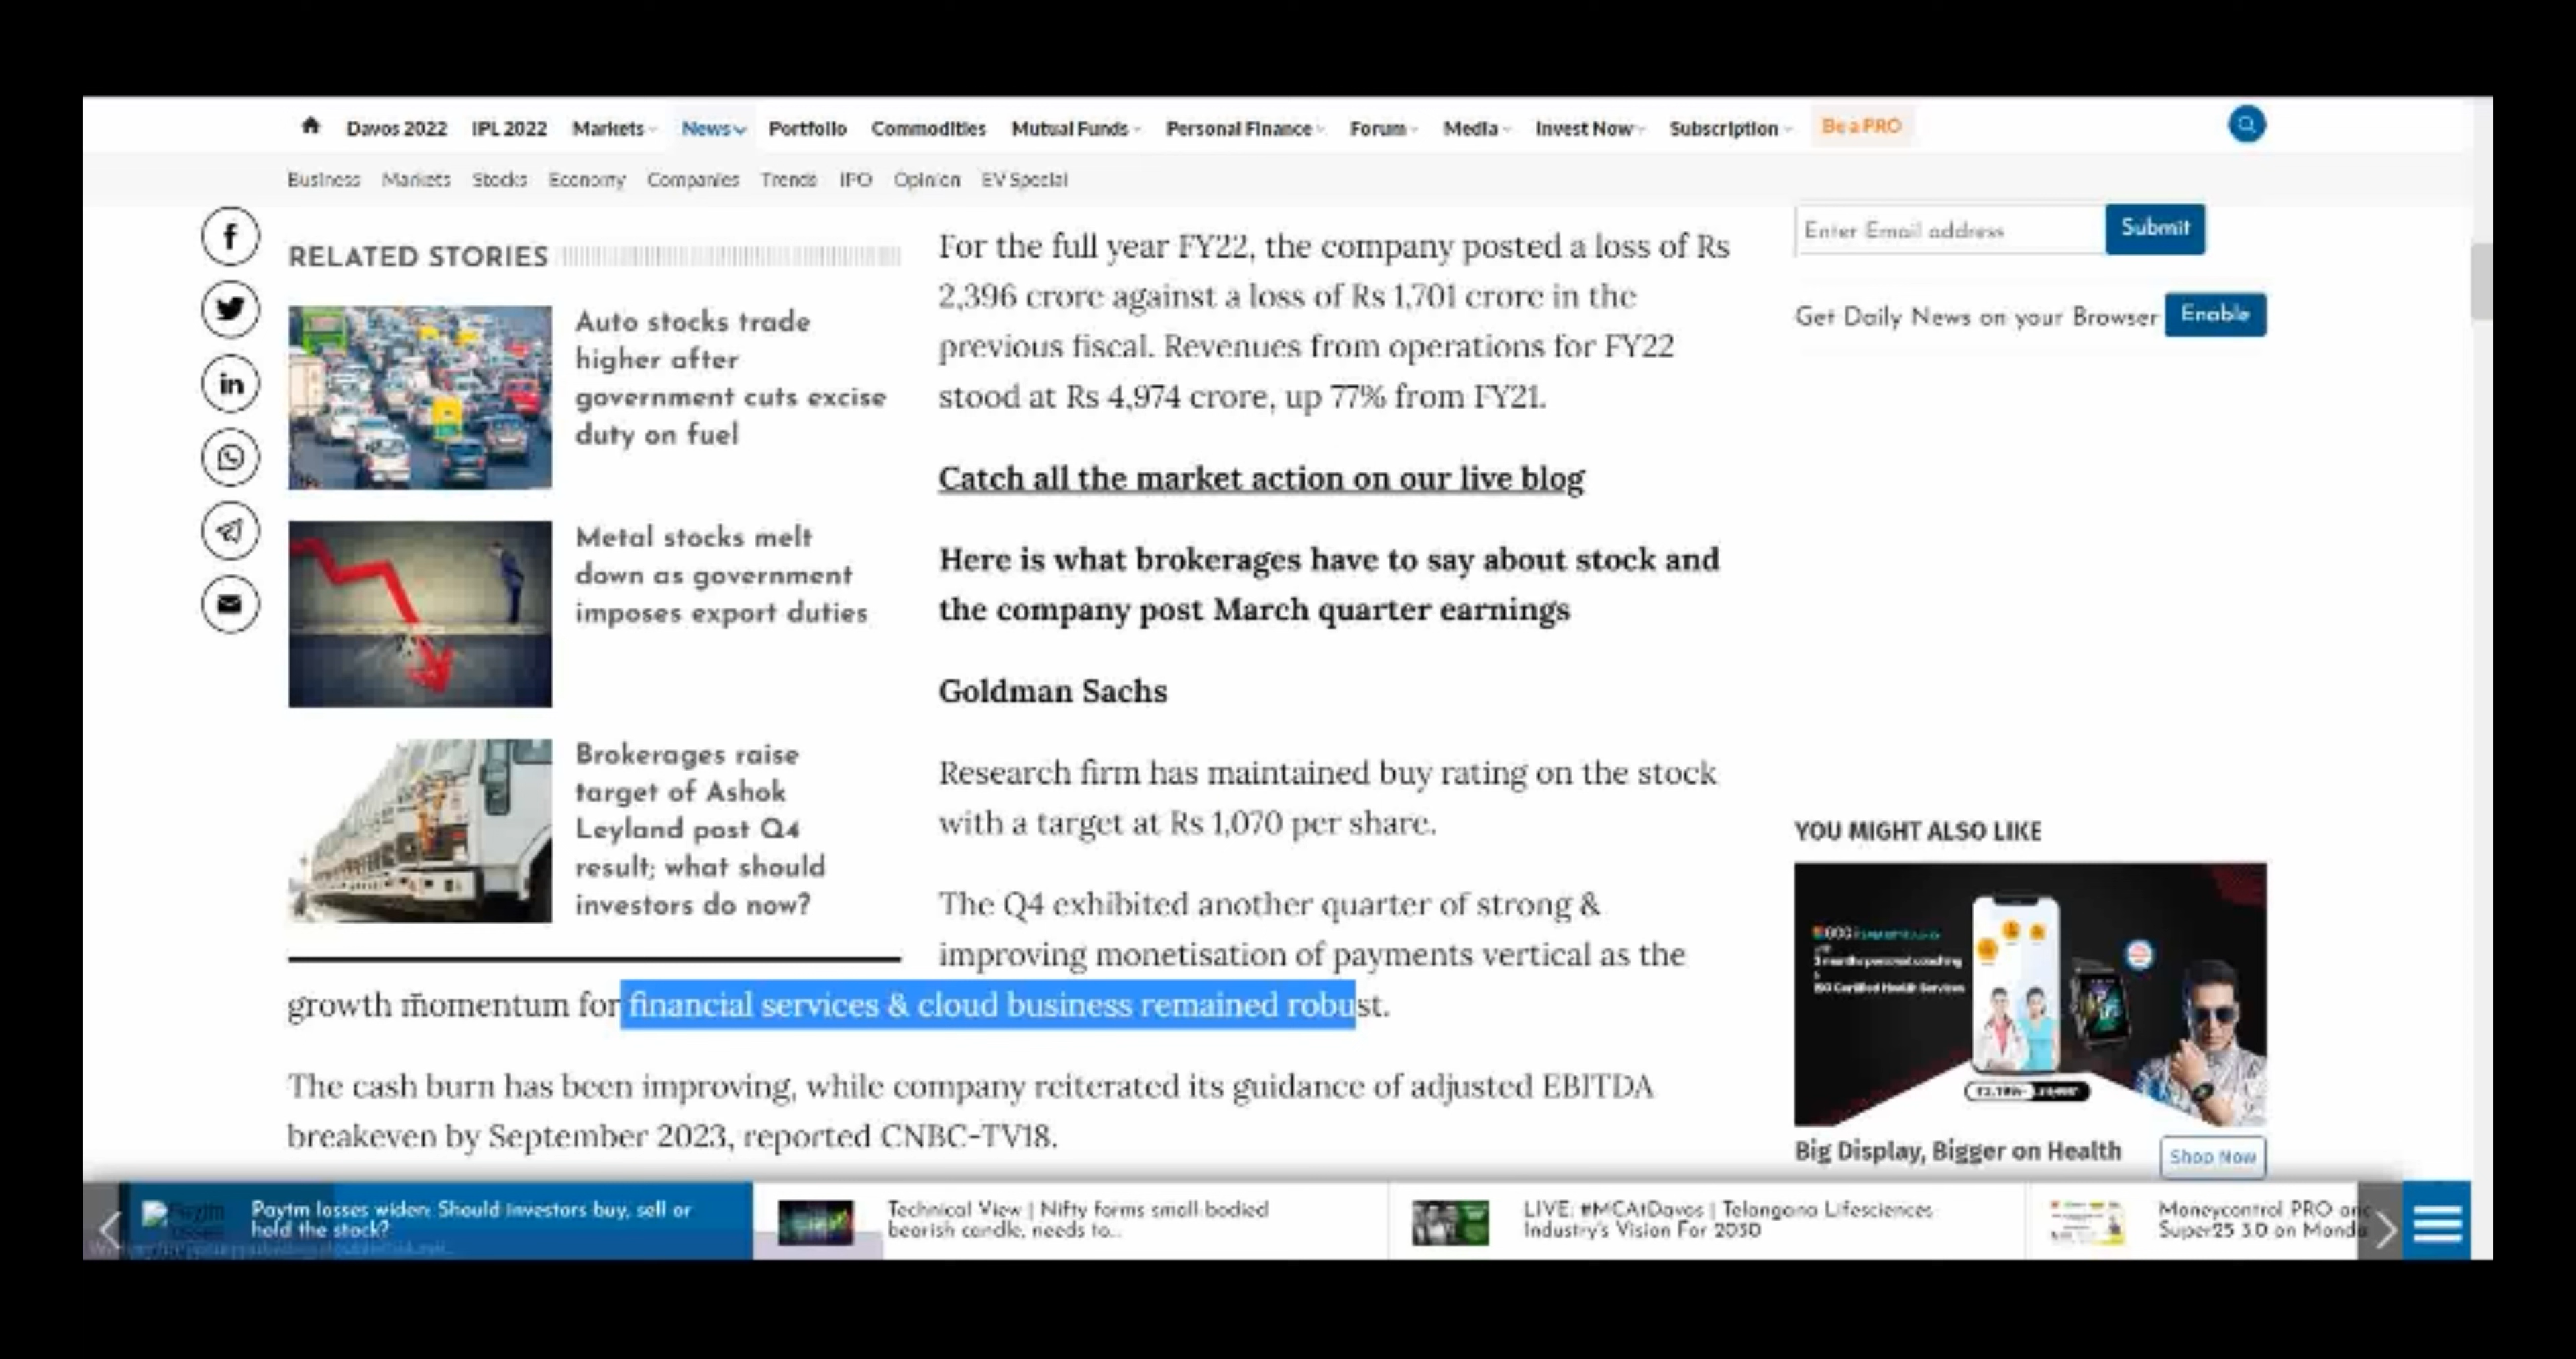 Davos 2022 IPL 2022 Markets News Portfolio Commodities Mutual Funds Personal Finance Forum Media Invest Now Subscription Be a PRO
Business Markets Stocks Economy Companies Trends IPO Opinion EV Special
RELATED STORIES
Auto stocks trade
higher after
government cuts excise
duty on fuel
Metal stocks melt
down as government
imposes export duties
Brokerages raise
target of Ashok
Leyland post Q4
result; what should
investors do now?
For the full year FY22, the company posted a loss of Rs
2,396 crore against a loss of Rs 1,701 crore in the
previous fiscal. Revenues from operations for FY22
stood at Rs 4,974 crore, up 77% from FY21.
Catch all the market action on our live blog
Here is what brokerages have to say about stock and
the company post March quarter earnings
Goldman Sachs
Research firm has maintained buy rating on the stock
with a target at Rs 1,070 per share.
The Q4 exhibited another quarter of strong &
improving monetisation of payments vertical as the
growth momentum for financial services & cloud business remained robust.
The cash burn has been improving, while company reiterated its guidance of adjusted EBITDA
breakeven by September 2023, reported CNBC-TV18.
Enter Email address Submit
Get Daily News on your Browser Enable
YOU MIGHT ALSO LIKE
3 months personal coaching
&
ISO Certified Health Services
Big Display, Bigger on Health Shop Now
Paytm losses widen: Should investors buy, sell or
hold the stock?
Technical View | Nifty forms small-bodied
bearish candle, needs to...
LIVE: #MCAtDavos | Telangana Lifesciences
Industry's Vision For 2030
Moneycontrol PRO and
Super25 3.0 on Monda